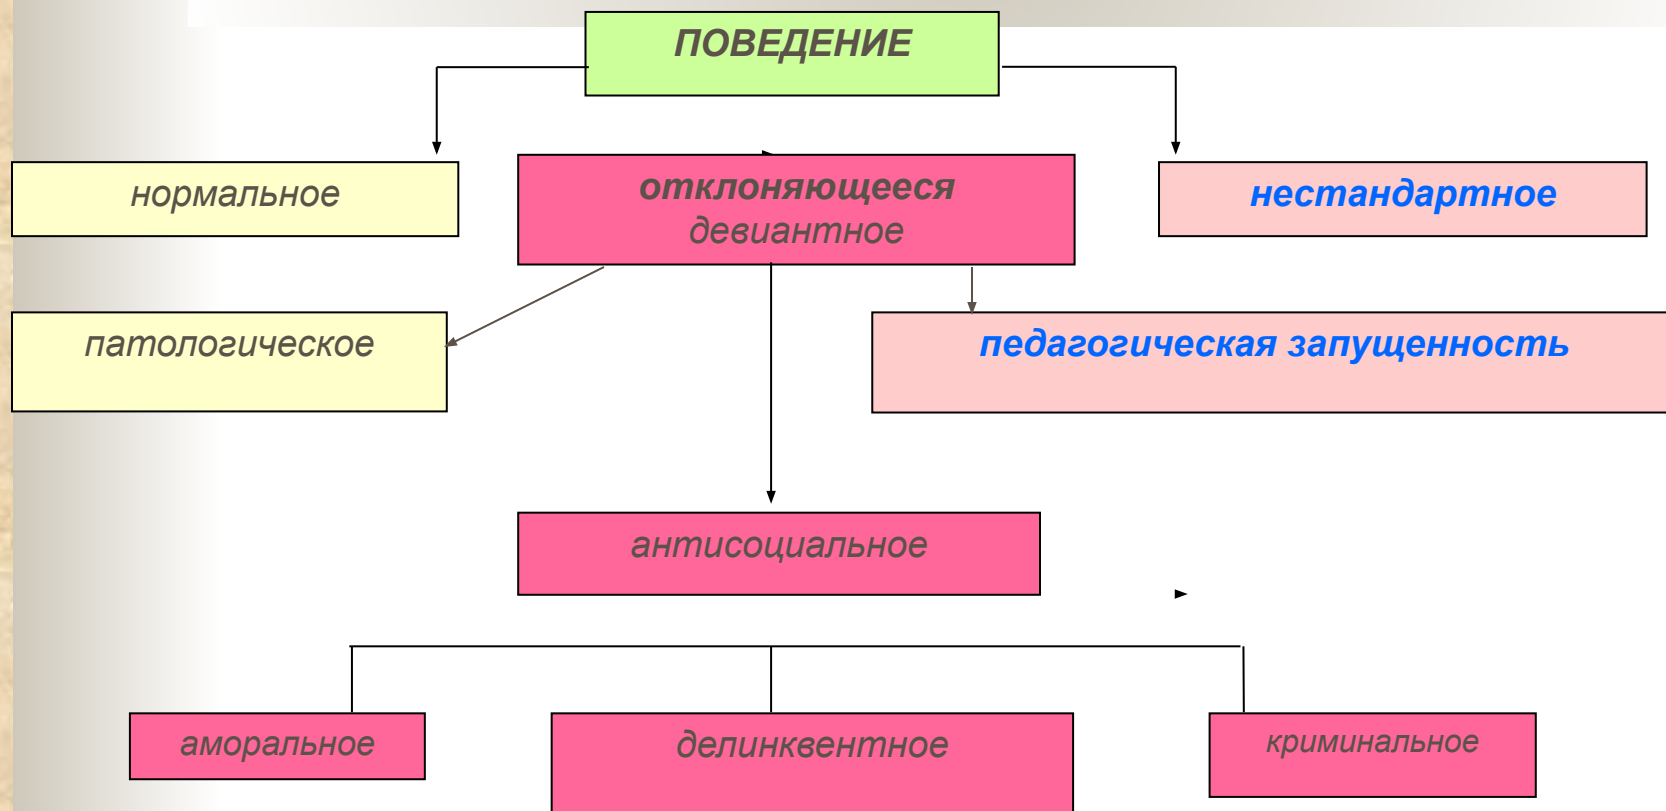 ПОВЕДЕНИЕ
нормальное
отклоняющееся
девиантное
нестандартное
патологическое
педагогическая запущенность
антисоциальное
аморальное
делинквентное
криминальное